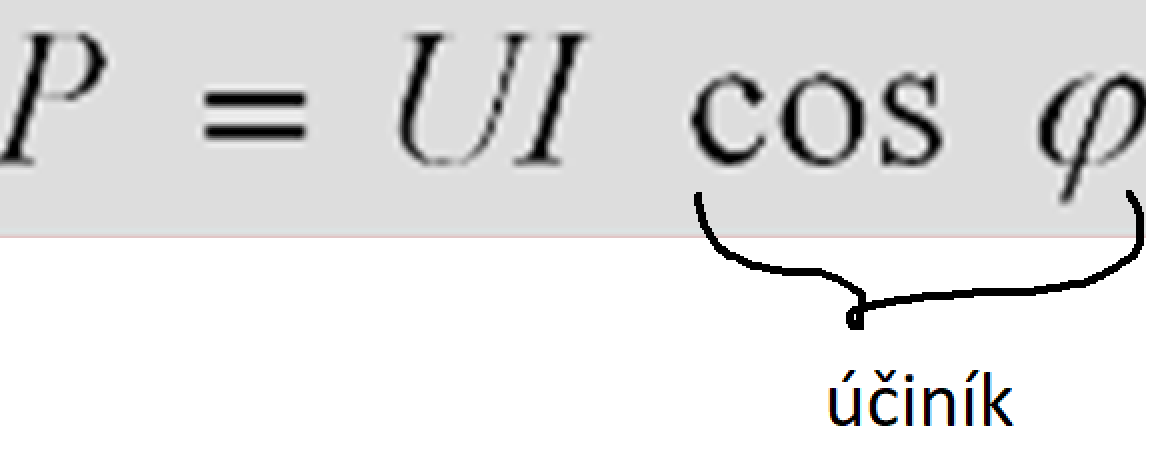 P = UI cos φ
účiník